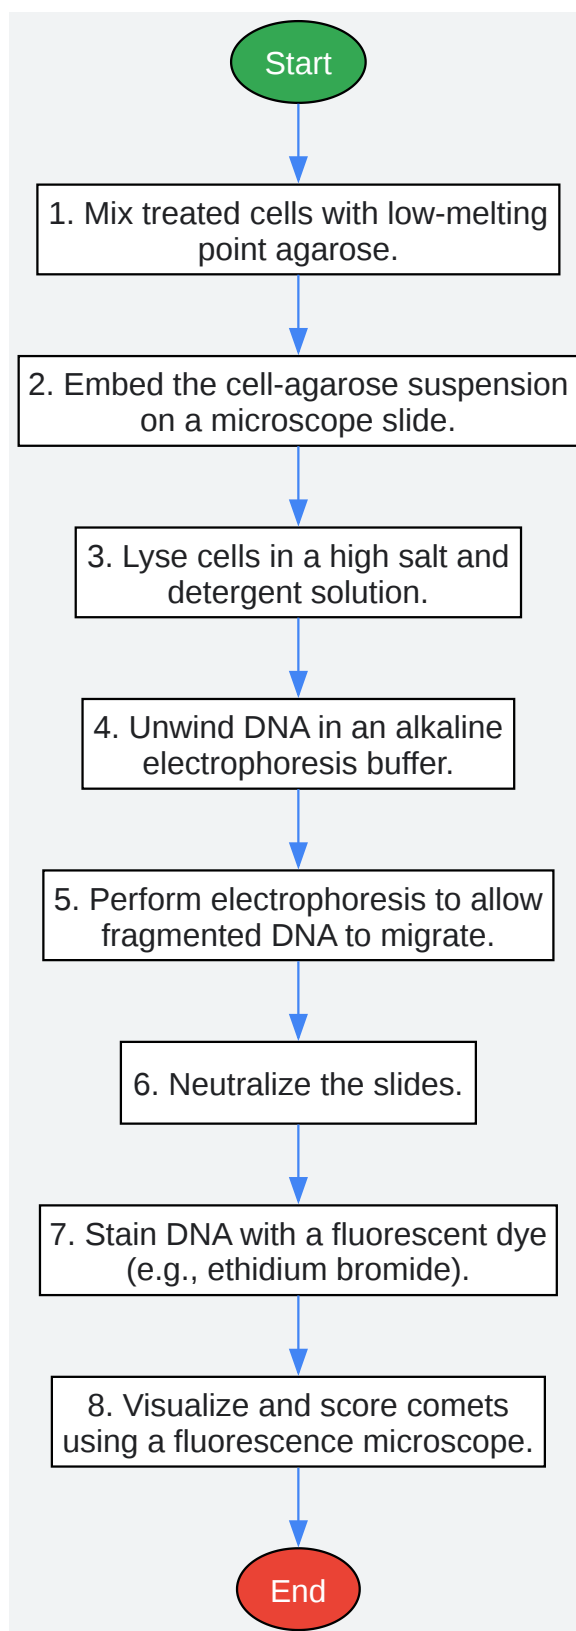 Start
1. Mix treated cells with low-melting
point agarose.
2. Embed the cell-agarose suspension
on a microscope slide.
3. Lyse cells in a high salt and
detergent solution.
4. Unwind DNA in an alkaline
electrophoresis buffer.
5. Perform electrophoresis to allow
fragmented DNA to migrate.
6. Neutralize the slides.
7. Stain DNA with a fluorescent dye
(e.g., ethidium bromide).
8. Visualize and score comets
using a fluorescence microscope.
End